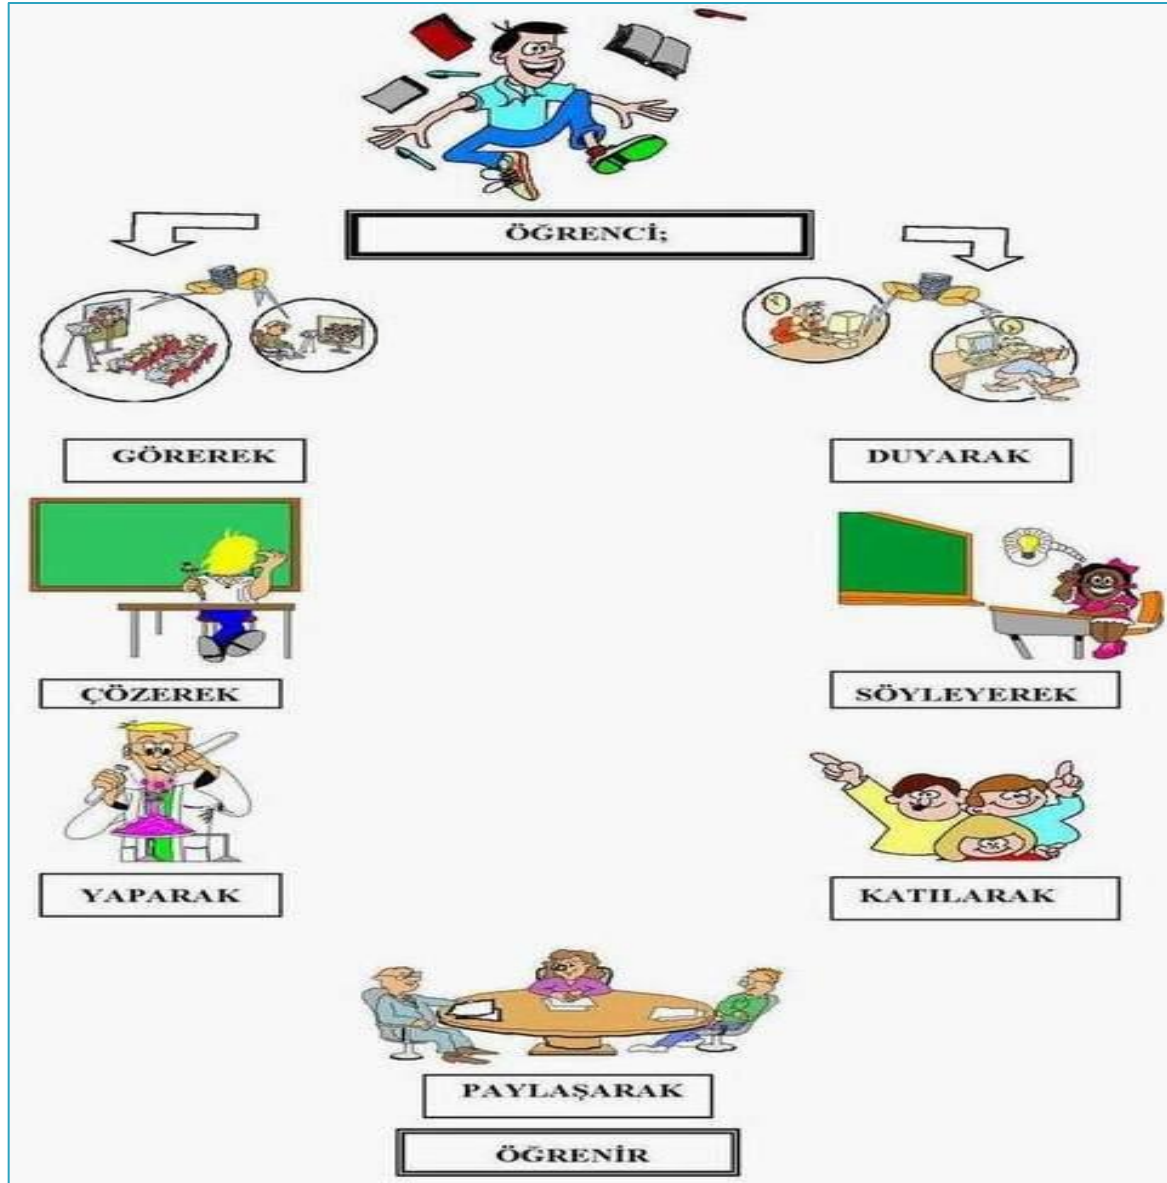 ÖĞRENCİ;
GÖREREK
DUYARAK
ÇÖZEREK
SÖYLEYEREK
YAPARAK
KATILARAK
PAYLAŞARAK
ÖĞRENİR